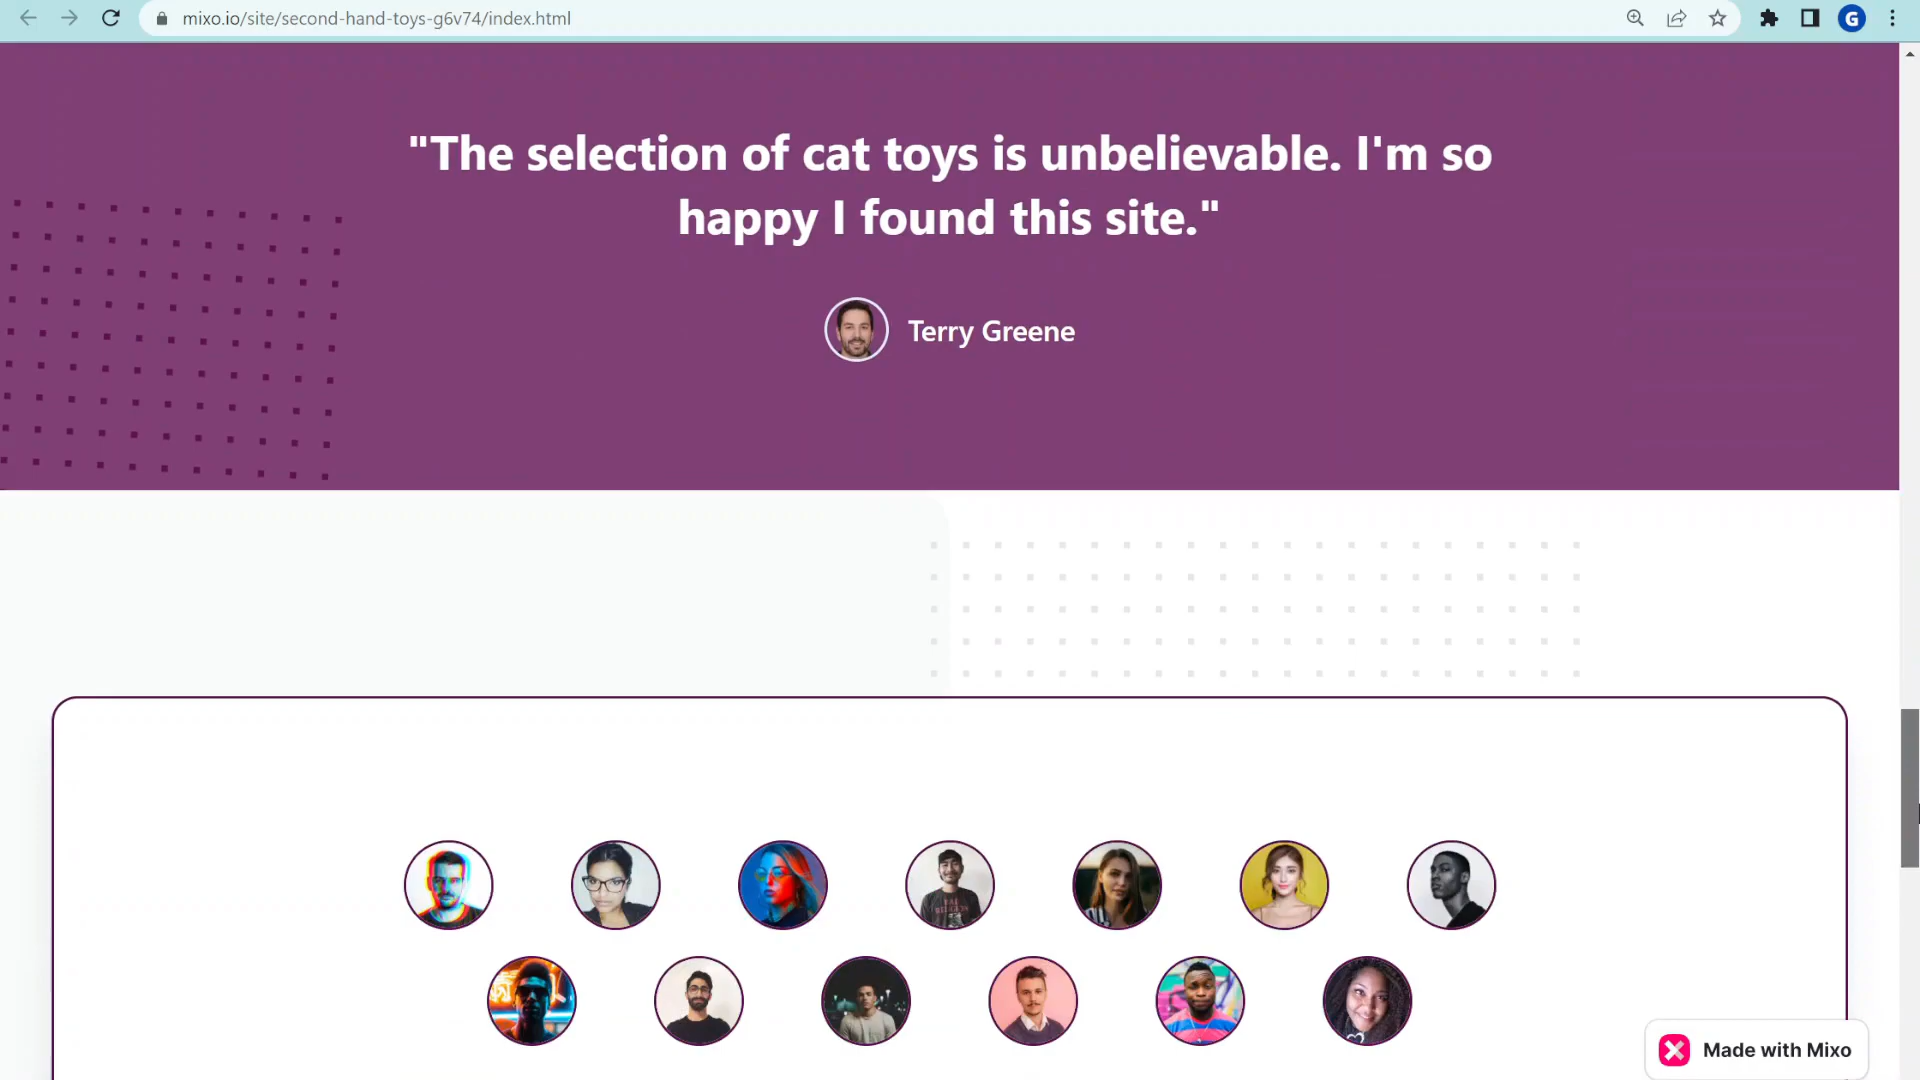 mixo.io/site/second-hand-toys-g6v74/index.html
G
"The selection of cat toys is unbelievable. I'm so
happy I found this site."
Terry Greene
Made with Mixo